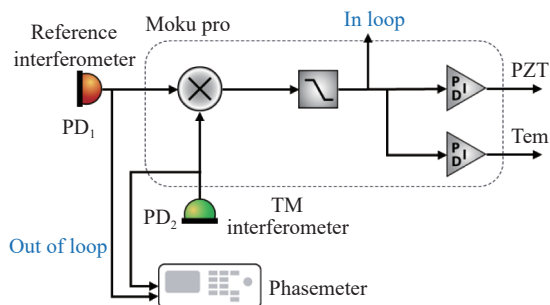 Moku pro
In loop
Reference
interferometer
PZT
P I
D
PD1
P I
D
Tem
PD2
TM
interferometer
Out of loop
Phasemeter